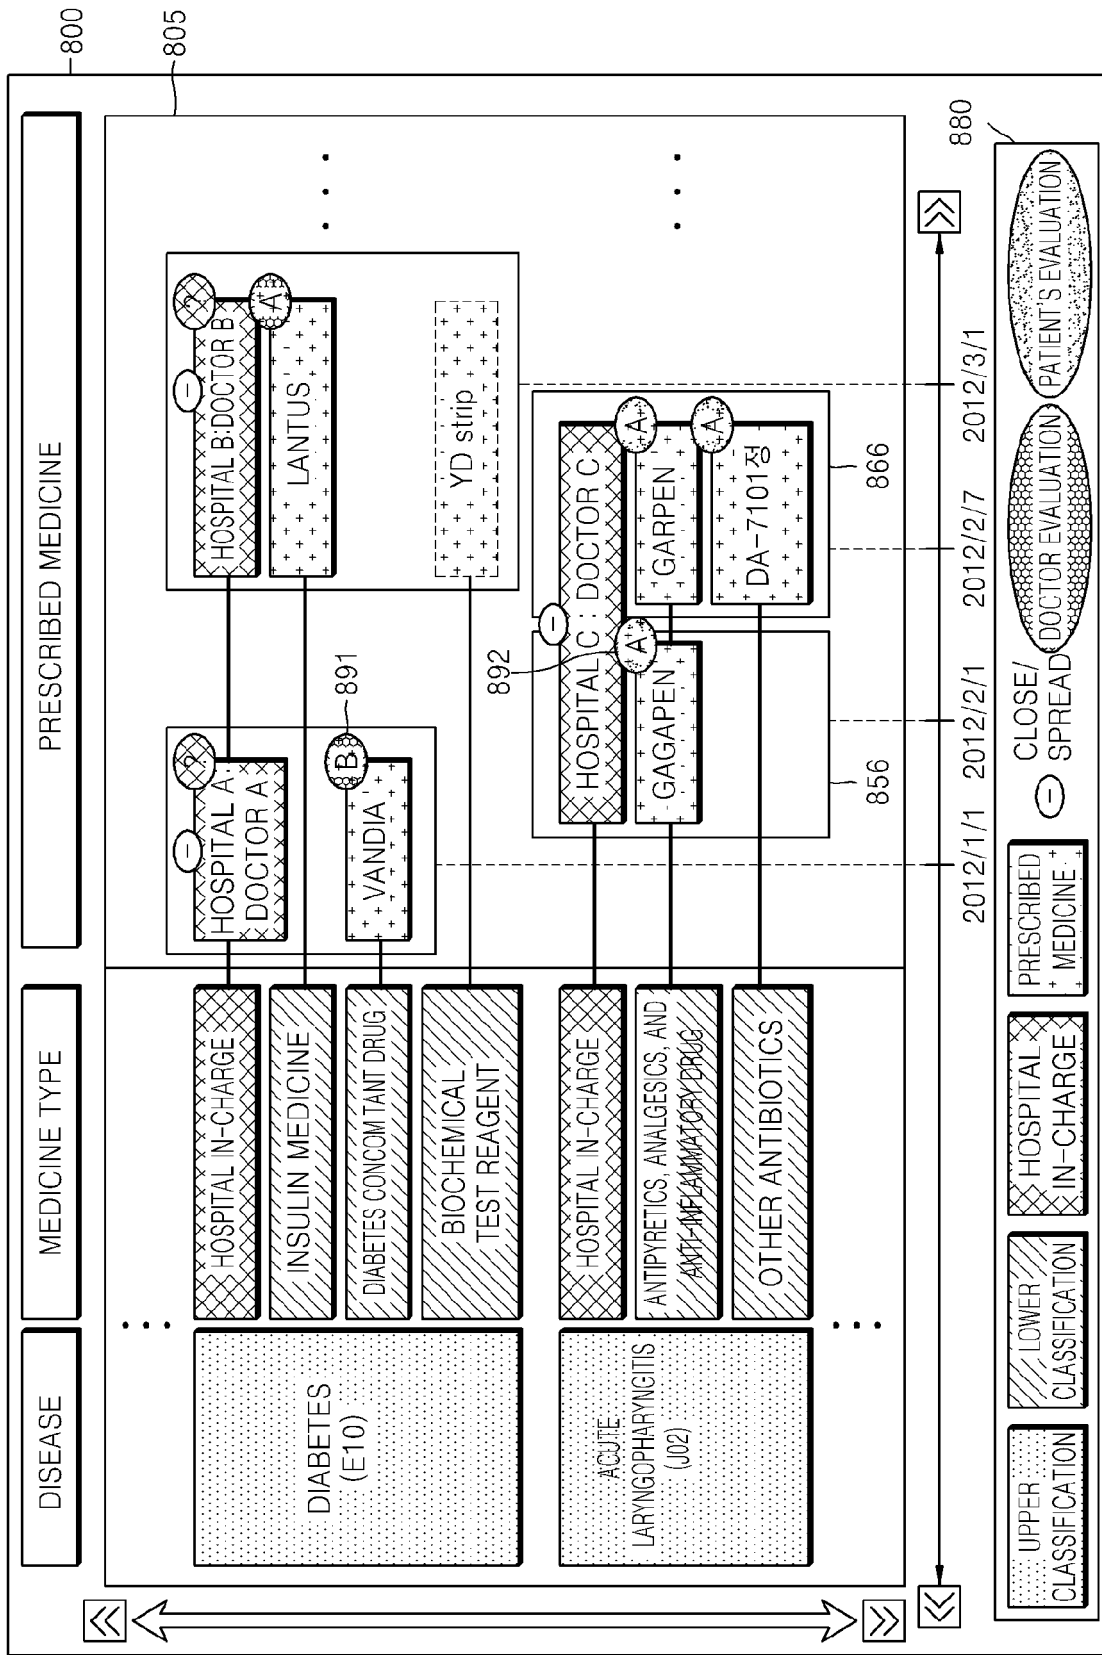 800
805
DISEASE
MEDICINE TYPE
PRESCRIBED MEDICINE
DIABETES
(E10)
HOSPITAL IN-CHARGE
INSULIN MEDICINE
DIABETES CONCOMTANT DRUG
BIOCHEMICAL
TEST REAGENT
HOSPITAL A
DOCTOR A
?
−
VANDIA
B
891
HOSPITAL B:DOCTOR B
?
−
LANTUS
A
YD strip
ACUTE
LARYNGOPHARYNGITIS
(J02)
HOSPITAL IN-CHARGE
ANTIPYRETICS, ANALGESICS, AND
ANTI-INFLAMMATORY DRUG
OTHER ANTIBIOTICS
HOSPITAL C : DOCTOR C
−
892
GAGAPEN
A
GARPEN
A
DA-7101정
A
856
866
2012/1/1
2012/2/1
2012/2/7
2012/3/1
880
UPPER
CLASSIFICATION
LOWER
CLASSIFICATION
HOSPITAL
IN-CHARGE
PRESCRIBED
MEDICINE
−
CLOSE/
SPREAD
DOCTOR EVALUATION
PATIENT'S EVALUATION